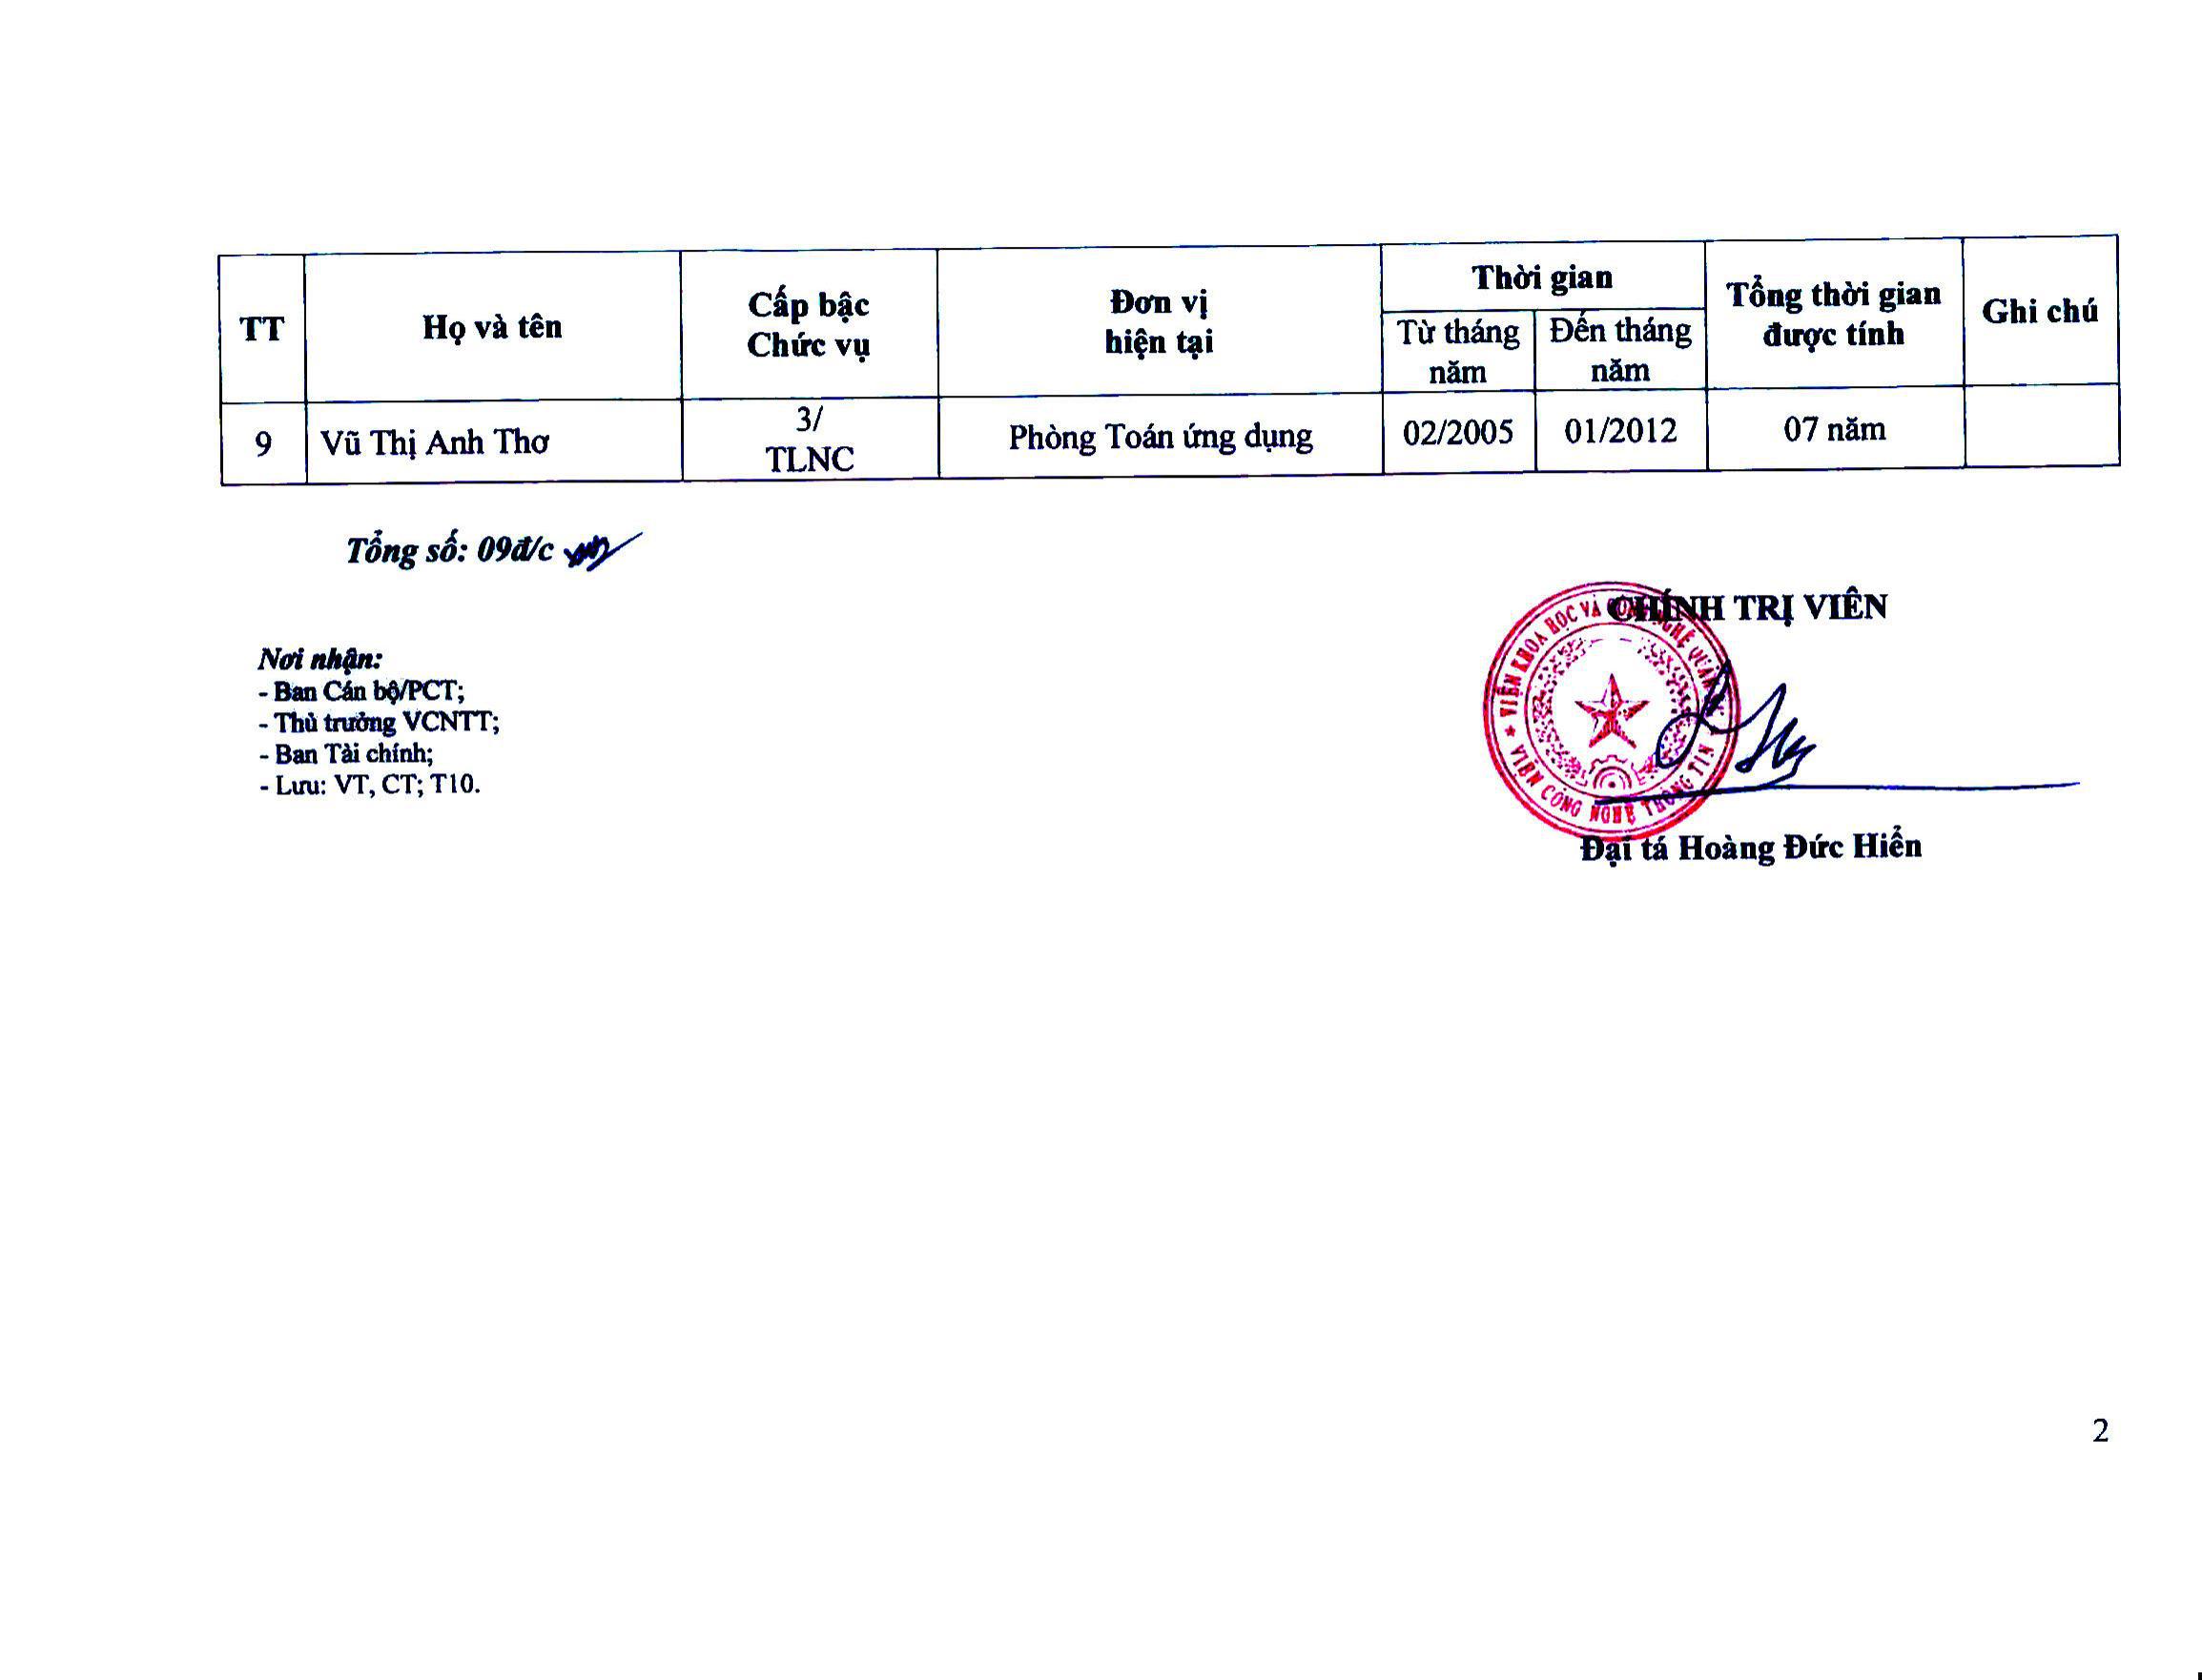 TT Họ và tên Cấp bậc Chức vụ Đơn vị hiện tại Thời gian Từ tháng năm Đến tháng năm Tổng thời gian được tính Ghi chú
9 Vũ Thị Anh Thơ 3/ TLNC Phòng Toán ứng dụng 02/2005 01/2012 07 năm
Tổng số: 09đ/c
CHÍNH TRỊ VIÊN
VIỆN KHOA HỌC VÀ CÔNG NGHỆ QUÂN
★ VIỆN CÔNG NGHỆ THÔNG TIN
Nơi nhận:
- Ban Cán bộ/PCT;
- Thủ trưởng VCNTT;
- Ban Tài chính;
- Lưu: VT, CT; T10.
Đại tá Hoàng Đức Hiển
2